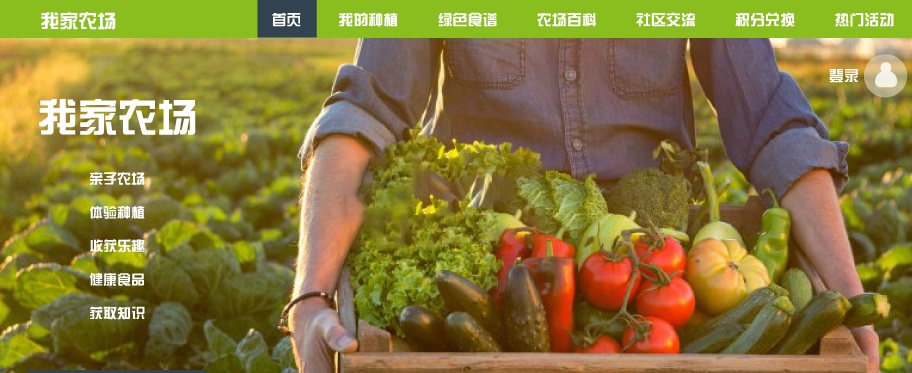 我家农场 首页 我的种植 绿色食谱 农场百科 社区交流 积分兑换 热门活动
登录
我家农场
亲子农场
体验种植
收获乐趣
健康食品
获取知识